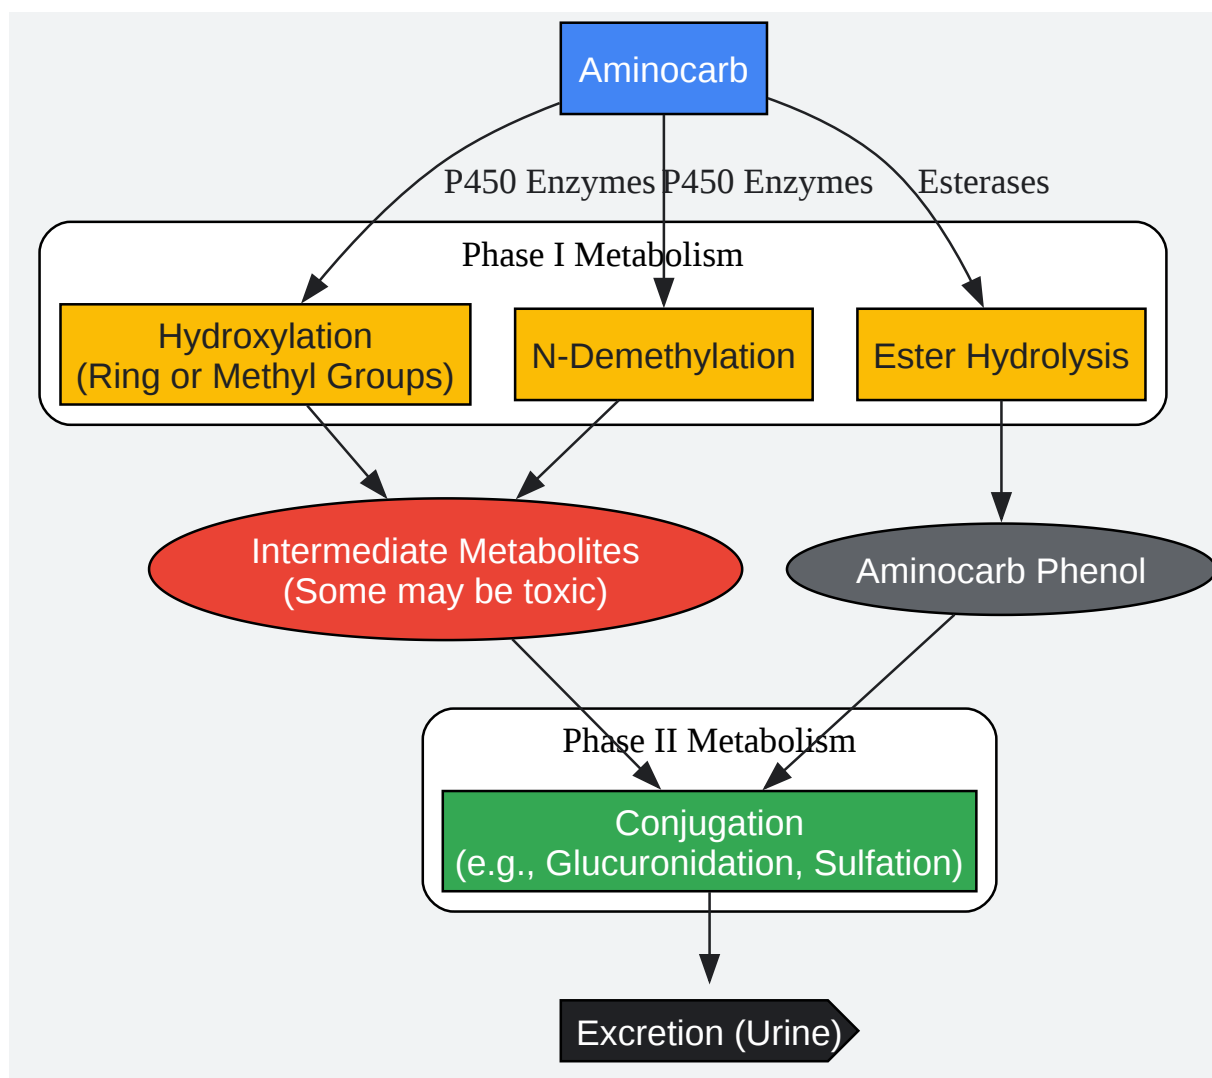 Aminocarb
P450 Enzymes
P450 Enzymes
Esterases
Phase I Metabolism
Hydroxylation
(Ring or Methyl Groups)
N-Demethylation
Ester Hydrolysis
Intermediate Metabolites
(Some may be toxic)
Aminocarb Phenol
Phase II Metabolism
Conjugation
(e.g., Glucuronidation, Sulfation)
Excretion (Urine)